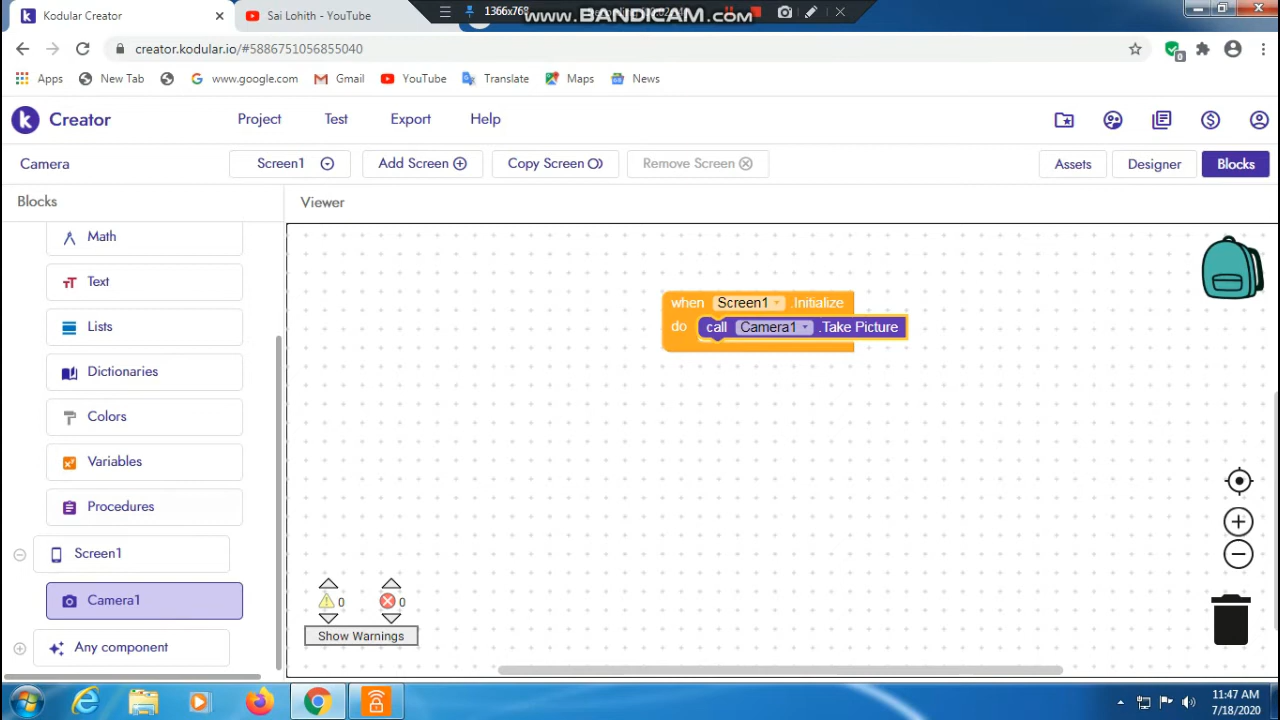 Kodular Creator
Sai Lohith - YouTube
1366x768
www.BANDICAM.com
creator.kodular.io/#5886751056855040
0
Apps
New Tab
www.google.com
Gmail
YouTube
Translate
Maps
News
k
Creator
Project
Test
Export
Help
Camera
Screen1
Add Screen
Copy Screen
Remove Screen
Assets
Designer
Blocks
Blocks
Viewer
Math
Text
Lists
Dictionaries
Colors
Variables
Procedures
Screen1
Camera1
Any component
when Screen1 .Initialize
do call Camera1 .Take Picture
0
0
Show Warnings
11:47 AM
7/18/2020